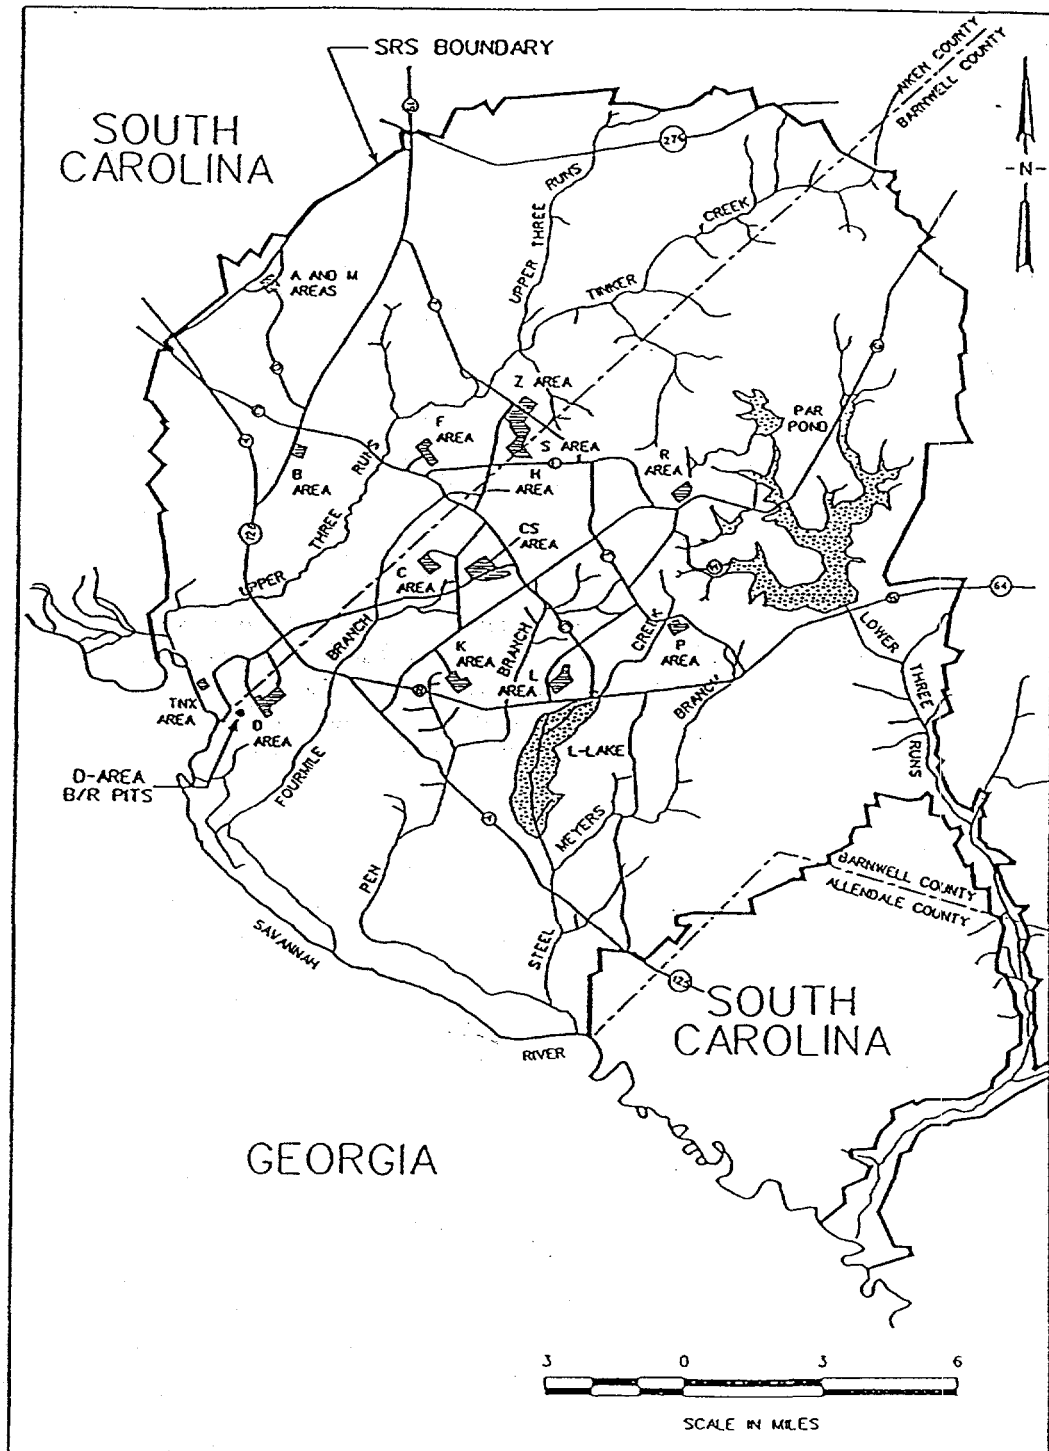 SRS BOUNDARY
AIKEN COUNTY
BARNWELL COUNTY
SOUTH
CAROLINA
-N-
278
UPPER THREE RUNS
TINKER CREEK
A AND M
AREAS
Z AREA
F
AREA
S AREA
PAR
POND
R
AREA
B
AREA
H
AREA
UPPER THREE RUNS
CS
AREA
C
AREA
64
FOURMILE BRANCH
K
AREA
BRANCH
L
AREA
CREEK
P
AREA
LOWER THREE RUNS
TNX
AREA
D
AREA
D-AREA
B/R PITS
L-LAKE
MEYERS BRANCH
PEN
STEEL
BARNWELL COUNTY
ALLENDALE COUNTY
125
SAVANNAH
RIVER
SOUTH
CAROLINA
GEORGIA
3 0 3 6
SCALE IN MILES